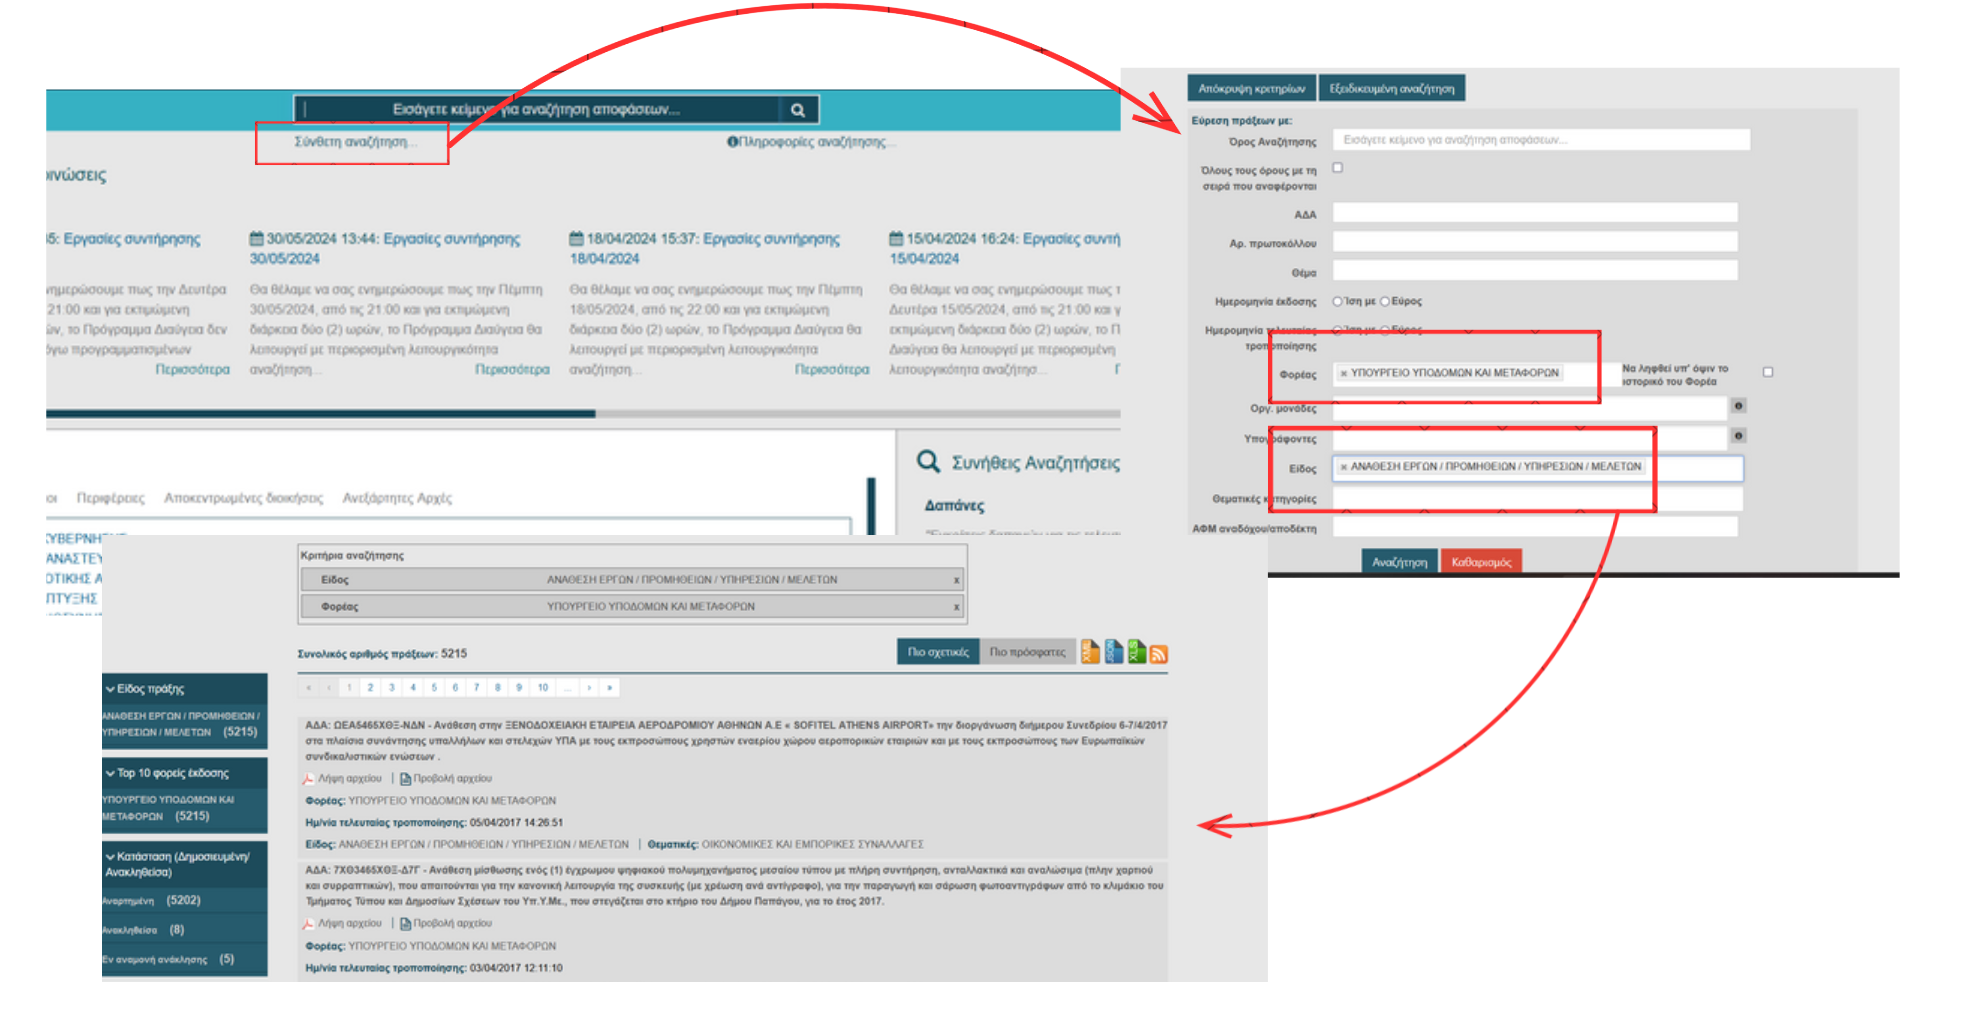 Εισάγετε κείμενο για αναζήτηση αποφάσεων...
Σύνθετη αναζήτηση...
Πληροφορίες αναζήτησης...
ινώσεις
5: Εργασίες συντήρησης
30/05/2024 13:44: Εργασίες συντήρησης
30/05/2024
18/04/2024 15:37: Εργασίες συντήρησης
18/04/2024
15/04/2024 16:24: Εργασίες συντή
15/04/2024
νημερώσουμε πως την Δευτέρα
21:00 και για εκτιμώμενη
ών, το Πρόγραμμα Διαύγεια δεν
όγω προγραμματισμένων
Περισσότερα
Θα θέλαμε να σας ενημερώσουμε πως την Πέμπτη
30/05/2024, από τις 21:00 και για εκτιμώμενη
διάρκεια δύο (2) ωρών, το Πρόγραμμα Διαύγεια θα
λειτουργεί με περιορισμένη λειτουργικότητα
αναζήτηση...
Περισσότερα
Θα θέλαμε να σας ενημερώσουμε πως την Πέμπτη
18/05/2024, από τις 22:00 και για εκτιμώμενη
διάρκεια δύο (2) ωρών, το Πρόγραμμα Διαύγεια θα
λειτουργεί με περιορισμένη λειτουργικότητα
αναζήτηση...
Περισσότερα
Θα θέλαμε να σας ενημερώσουμε πως τ
Δευτέρα 15/05/2024, από τις 21:00 και γ
εκτιμώμενη διάρκεια δύο (2) ωρών, το Π
Διαύγεια θα λειτουργεί με περιορισμένη
λειτουργικότητα αναζήτησ...
Π
οι Περιφέρειες Αποκεντρωμένες διοικήσεις Ανεξάρτητες Αρχές
Συνήθεις Αναζητήσεις
Δαπάνες
ΚΥΒΕΡΝΗΣΗΣ
ΑΝΑΣΤΕΥ
ΟΤΙΚΗΣ Α
ΠΤΥΞΗΣ
Απόκρυψη κριτηρίων
Εξειδικευμένη αναζήτηση
Εύρεση πράξεων με:
Όρος Αναζήτησης
Εισάγετε κείμενο για αναζήτηση αποφάσεων...
Όλους τους όρους με τη
σειρά που αναφέρονται
ΑΔΑ
Αρ. πρωτοκόλλου
Θέμα
Ημερομηνία έκδοσης Ίση με Εύρος
Ημερομηνία τελευταίας
τροποποίησης
Ίση με Εύρος
Φορέας
× ΥΠΟΥΡΓΕΙΟ ΥΠΟΔΟΜΩΝ ΚΑΙ ΜΕΤΑΦΟΡΩΝ
Να ληφθεί υπ' όψιν το
ιστορικό του Φορέα
Οργ. μονάδες
Υπογράφοντες
Είδος
× ΑΝΑΘΕΣΗ ΕΡΓΩΝ / ΠΡΟΜΗΘΕΙΩΝ / ΥΠΗΡΕΣΙΩΝ / ΜΕΛΕΤΩΝ
Θεματικές κατηγορίες
ΑΦΜ αναδόχου/αποδέκτη
Αναζήτηση
Καθαρισμός
Κριτήρια αναζήτησης
Είδος ΑΝΑΘΕΣΗ ΕΡΓΩΝ / ΠΡΟΜΗΘΕΙΩΝ / ΥΠΗΡΕΣΙΩΝ / ΜΕΛΕΤΩΝ x
Φορέας ΥΠΟΥΡΓΕΙΟ ΥΠΟΔΟΜΩΝ ΚΑΙ ΜΕΤΑΦΟΡΩΝ x
Συνολικός αριθμός πράξεων: 5215
Πιο σχετικές Πιο πρόσφατες XML JSON XLS
« ‹ 1 2 3 4 5 6 7 8 9 10 ... › »
Είδος πράξης
ΑΝΑΘΕΣΗ ΕΡΓΩΝ / ΠΡΟΜΗΘΕΙΩΝ /
ΥΠΗΡΕΣΙΩΝ / ΜΕΛΕΤΩΝ (5215)
Top 10 φορείς έκδοσης
ΥΠΟΥΡΓΕΙΟ ΥΠΟΔΟΜΩΝ ΚΑΙ
ΜΕΤΑΦΟΡΩΝ (5215)
Κατάσταση (Δημοσιευμένη/
Ανακληθείσα)
Αναρτημένη (5202)
Ανακληθείσα (8)
Εν αναμονή ανάκλησης (5)
ΑΔΑ: ΩΕΑ5465ΧΘΞ-ΝΔΝ - Ανάθεση στην ΞΕΝΟΔΟΧΕΙΑΚΗ ΕΤΑΙΡΕΙΑ ΑΕΡΟΔΡΟΜΙΟΥ ΑΘΗΝΩΝ Α.Ε « SOFITEL ATHENS AIRPORT» την διοργάνωση διήμερου Συνεδρίου 6-7/4/2017
στα πλαίσια συνάντησης υπαλλήλων και στελεχών ΥΠΑ με τους εκπροσώπους χρηστών εναερίου χώρου αεροπορικών εταιριών και με τους εκπροσώπους των Ευρωπαϊκών
συνδικαλιστικών ενώσεων .
Λήψη αρχείου | Προβολή αρχείου
Φορέας: ΥΠΟΥΡΓΕΙΟ ΥΠΟΔΟΜΩΝ ΚΑΙ ΜΕΤΑΦΟΡΩΝ
Ημ/νία τελευταίας τροποποίησης: 05/04/2017 14:26:51
Είδος: ΑΝΑΘΕΣΗ ΕΡΓΩΝ / ΠΡΟΜΗΘΕΙΩΝ / ΥΠΗΡΕΣΙΩΝ / ΜΕΛΕΤΩΝ | Θεματικές: ΟΙΚΟΝΟΜΙΚΕΣ ΚΑΙ ΕΜΠΟΡΙΚΕΣ ΣΥΝΑΛΛΑΓΕΣ
ΑΔΑ: 7ΧΘ3465ΧΘΞ-Δ7Γ - Ανάθεση μίσθωσης ενός (1) έγχρωμου ψηφιακού πολυμηχανήματος μεσαίου τύπου με πλήρη συντήρηση, ανταλλακτικά και αναλώσιμα (πλην χαρτιού
και συρραπτικών), που απαιτούνται για την κανονική λειτουργία της συσκευής (με χρέωση ανά αντίγραφο), για την παραγωγή και σάρωση φωτοαντιγράφων από το κλιμάκιο του
Τμήματος Τύπου και Δημοσίων Σχέσεων του Υπ.Υ.Με., που στεγάζεται στο κτήριο του Δήμου Παπάγου, για το έτος 2017.
Λήψη αρχείου | Προβολή αρχείου
Φορέας: ΥΠΟΥΡΓΕΙΟ ΥΠΟΔΟΜΩΝ ΚΑΙ ΜΕΤΑΦΟΡΩΝ
Ημ/νία τελευταίας τροποποίησης: 03/04/2017 12:11:10